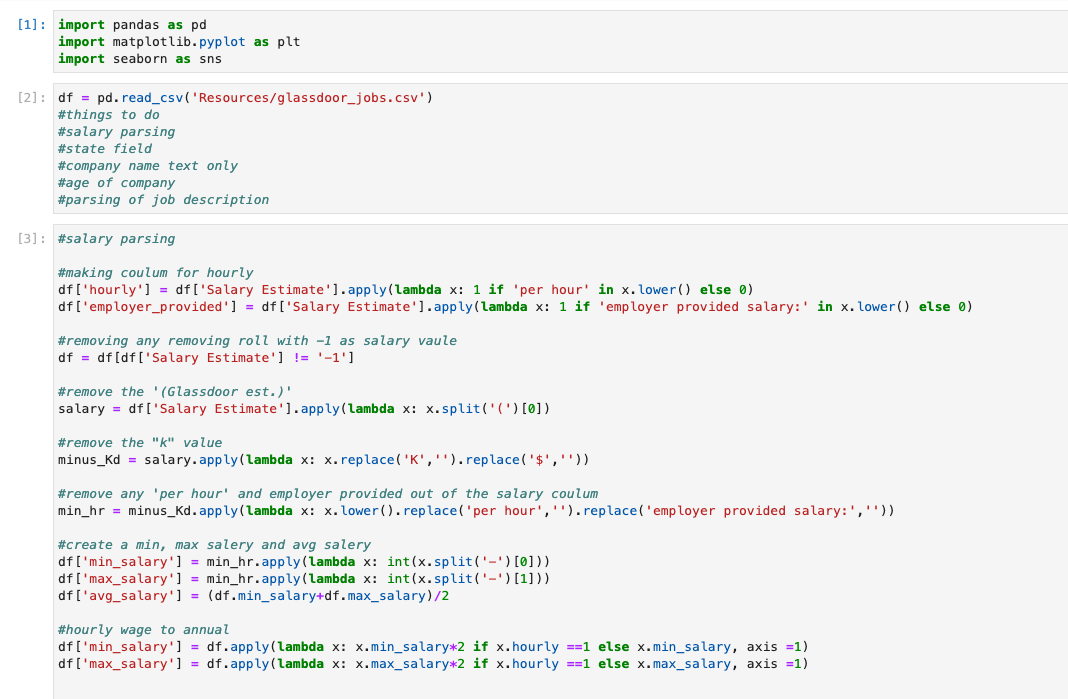 [1]: import pandas as pd
import matplotlib.pyplot as plt
import seaborn as sns
[2]: df = pd.read_csv('Resources/glassdoor_jobs.csv')
#things to do
#salary parsing
#state field
#company name text only
#age of company
#parsing of job description
[3]: #salary parsing
#making coulum for hourly
df['hourly'] = df['Salary Estimate'].apply(lambda x: 1 if 'per hour' in x.lower() else 0)
df['employer_provided'] = df['Salary Estimate'].apply(lambda x: 1 if 'employer provided salary:' in x.lower() else 0)
#removing any removing roll with -1 as salary vaule
df = df[df['Salary Estimate'] != '-1']
#remove the '(Glassdoor est.)'
salary = df['Salary Estimate'].apply(lambda x: x.split('(')[0])
#remove the "k" value
minus_Kd = salary.apply(lambda x: x.replace('K','').replace('$',''))
#remove any 'per hour' and employer provided out of the salary coulum
min_hr = minus_Kd.apply(lambda x: x.lower().replace('per hour','').replace('employer provided salary:',''))
#create a min, max salery and avg salery
df['min_salary'] = min_hr.apply(lambda x: int(x.split('-')[0]))
df['max_salary'] = min_hr.apply(lambda x: int(x.split('-')[1]))
df['avg_salary'] = (df.min_salary+df.max_salary)/2
#hourly wage to annual
df['min_salary'] = df.apply(lambda x: x.min_salary*2 if x.hourly ==1 else x.min_salary, axis =1)
df['max_salary'] = df.apply(lambda x: x.max_salary*2 if x.hourly ==1 else x.max_salary, axis =1)